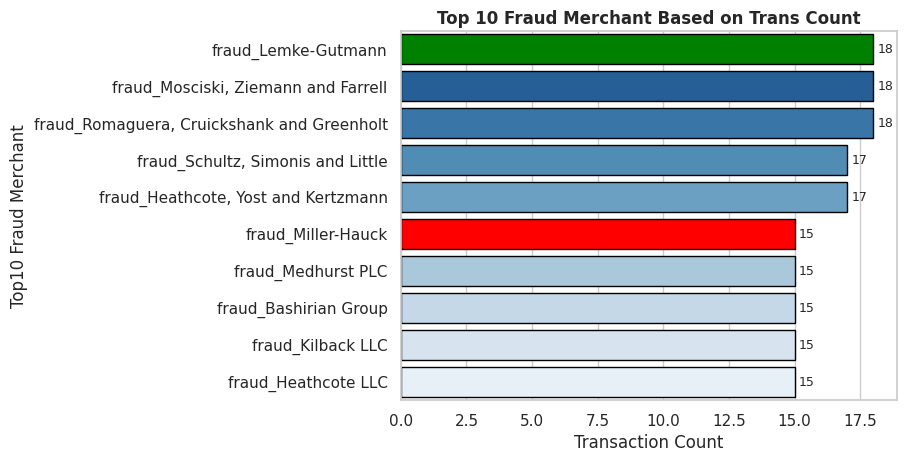 Top 10 Fraud Merchant Based on Trans Count
Top10 Fraud Merchant
fraud_Lemke-Gutmann 18
fraud_Mosciski, Ziemann and Farrell 18
fraud_Romaguera, Cruickshank and Greenholt 18
fraud_Schultz, Simonis and Little 17
fraud_Heathcote, Yost and Kertzmann 17
fraud_Miller-Hauck 15
fraud_Medhurst PLC 15
fraud_Bashirian Group 15
fraud_Kilback LLC 15
fraud_Heathcote LLC 15
0.0 2.5 5.0 7.5 10.0 12.5 15.0 17.5
Transaction Count